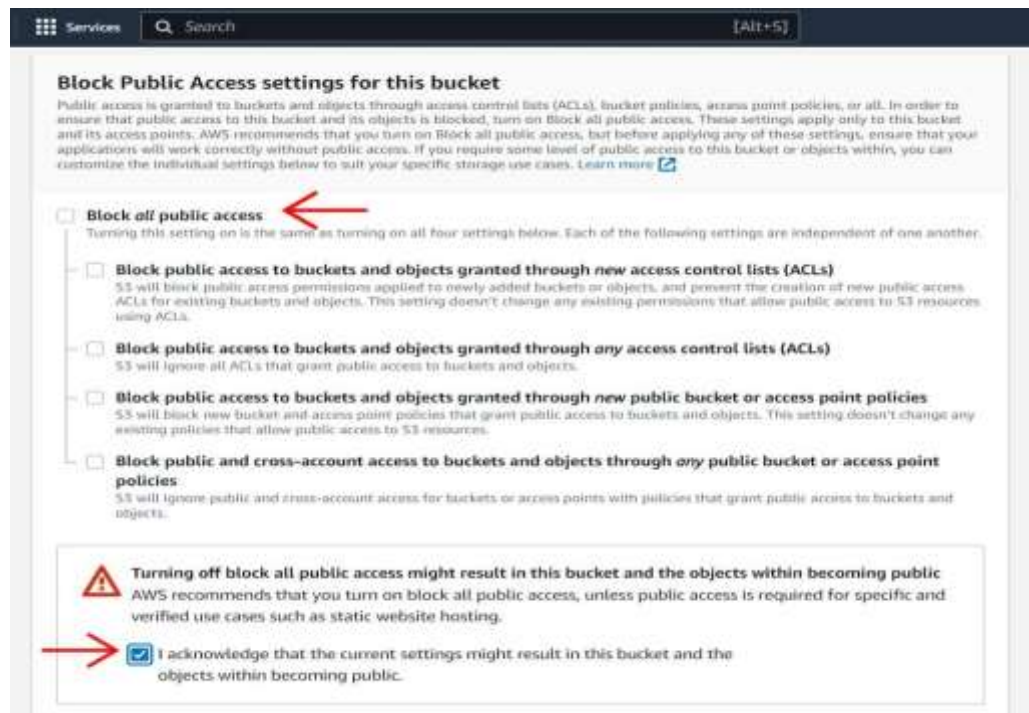 Services
Search
[Alt+S]
Block Public Access settings for this bucket
Public access is granted to buckets and objects through access control lists (ACLs), bucket policies, access point policies, or all. In order to
ensure that public access to this bucket and its objects is blocked, turn on Block all public access. These settings apply only to this bucket
and its access points. AWS recommends that you turn on Block all public access, but before applying any of these settings, ensure that your
applications will work correctly without public access. If you require some level of public access to this bucket or objects within, you can
customize the individual settings below to suit your specific storage use cases. Learn more
Block all public access
Turning this setting on is the same as turning on all four settings below. Each of the following settings are independent of one another.
Block public access to buckets and objects granted through new access control lists (ACLs)
S3 will block public access permissions applied to newly added buckets or objects, and prevent the creation of new public access
ACLs for existing buckets and objects. This setting doesn't change any existing permissions that allow public access to S3 resources
using ACLs.
Block public access to buckets and objects granted through any access control lists (ACLs)
S3 will ignore all ACLs that grant public access to buckets and objects.
Block public access to buckets and objects granted through new public bucket or access point policies
S3 will block new bucket and access point policies that grant public access to buckets and objects. This setting doesn't change any
existing policies that allow public access to S3 resources.
Block public and cross-account access to buckets and objects through any public bucket or access point
policies
S3 will ignore public and cross-account access for buckets or access points with policies that grant public access to buckets and
objects.
Turning off block all public access might result in this bucket and the objects within becoming public
AWS recommends that you turn on block all public access, unless public access is required for specific and
verified use cases such as static website hosting.
I acknowledge that the current settings might result in this bucket and the
objects within becoming public.